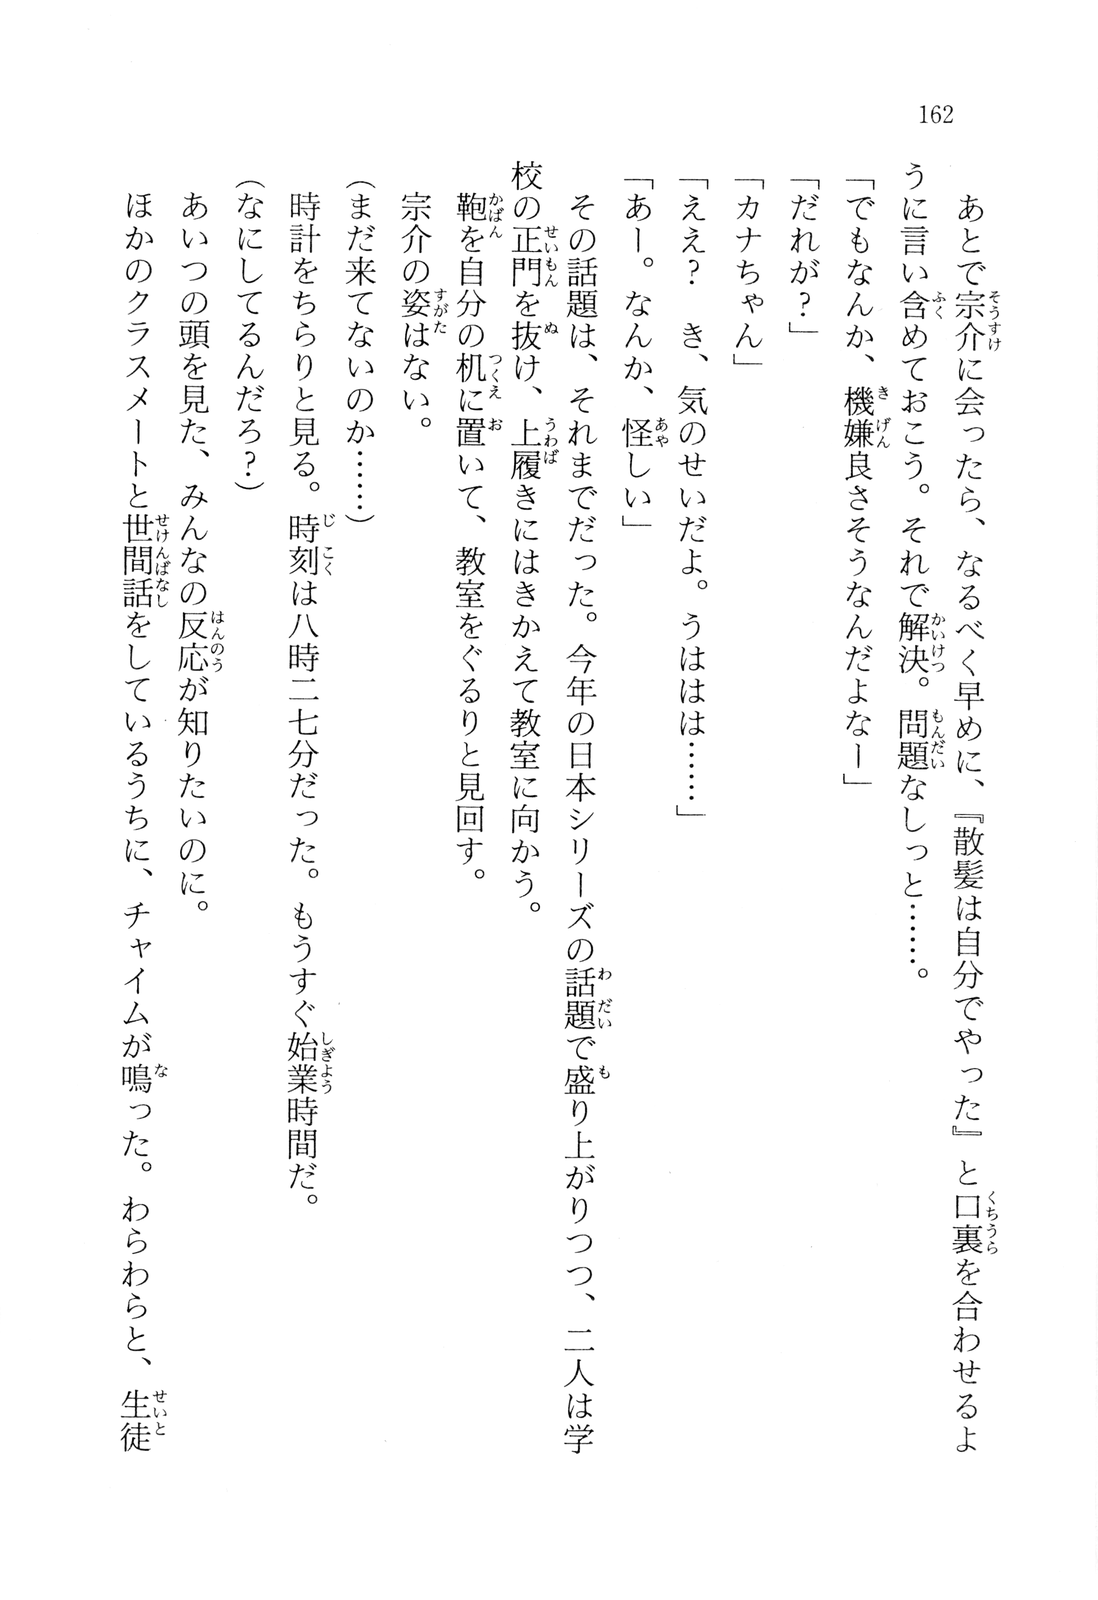 162
あとで宗介に会ったら、なるべく早めに、『散髪は自分でやった』と口裏を合わせるよ
うに言い含めておこう。それで解決。問題なしっと……。
「でもなんか、機嫌良さそうなんだよなー」
「だれが？」
「カナちゃん」
「ええ？　き、気のせいだよ。うははは……」
「あー。なんか、怪しい」
その話題は、それまでだった。今年の日本シリーズの話題で盛り上がりつつ、二人は学
校の正門を抜け、上履きにはきかえて教室に向かう。
鞄を自分の机に置いて、教室をぐるりと見回す。
宗介の姿はない。
（まだ来てないのか……）
時計をちらりと見る。時刻は八時二七分だった。もうすぐ始業時間だ。
（なにしてるんだろ？）
あいつの頭を見た、みんなの反応が知りたいのに。
ほかのクラスメートと世間話をしているうちに、チャイムが鳴った。わらわらと、生徒